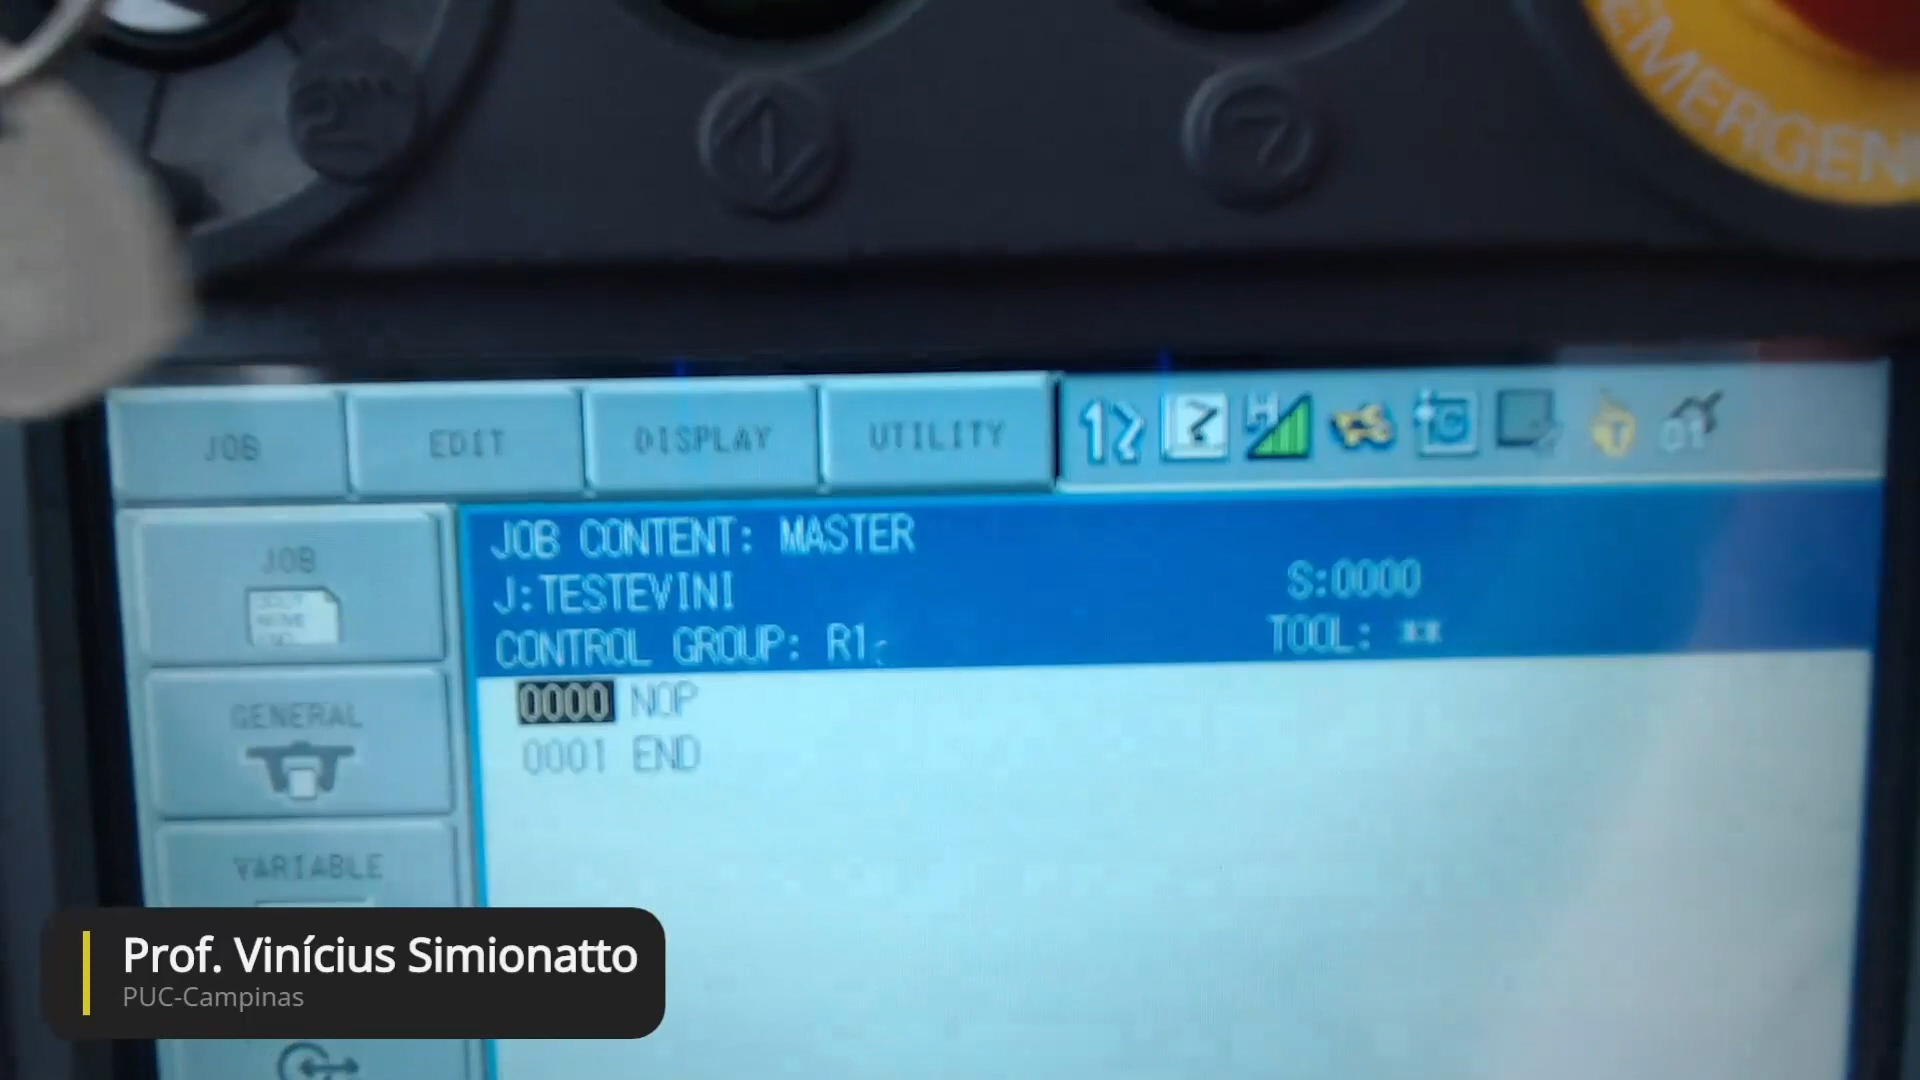 EMERGEN
JOB
EDIT
DISPLAY
UTILITY
JOB CONTENT: MASTER
J:TESTEVINI
S:0000
CONTROL GROUP: R1
TOOL: **
0000 NOP
0001 END
JOB
GENERAL
VARIABLE
Prof. Vinícius Simionatto
PUC-Campinas